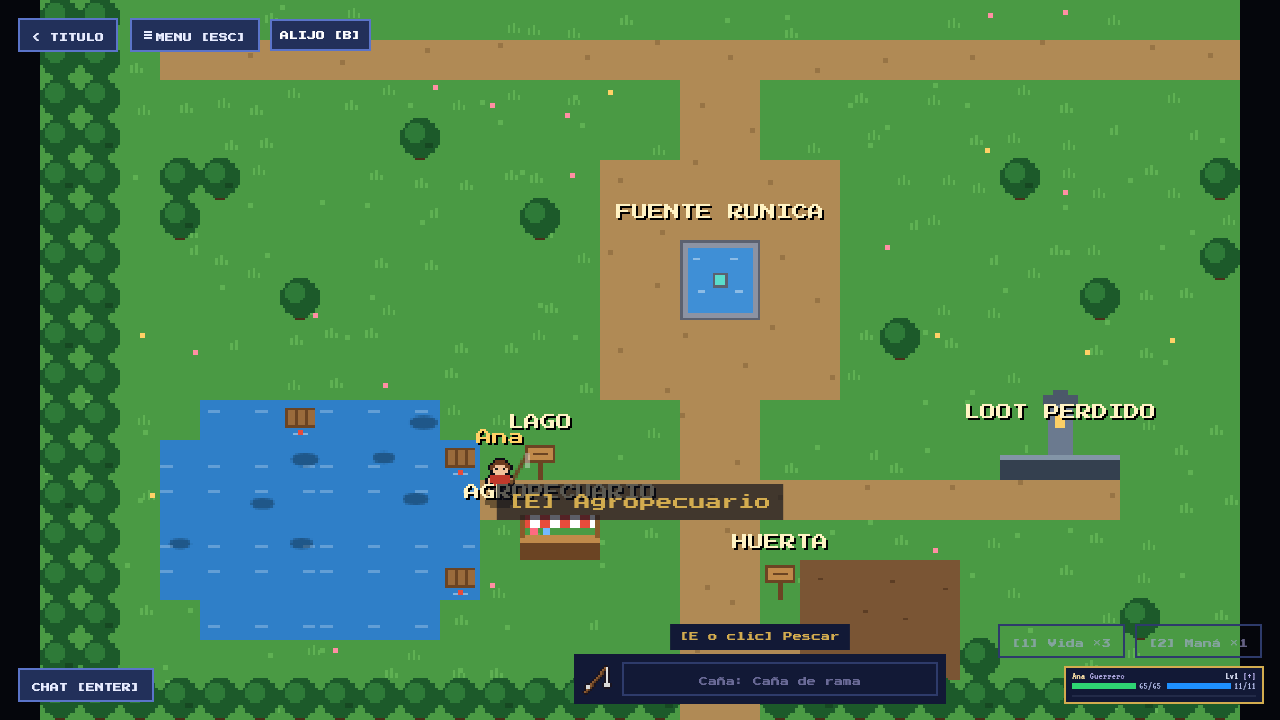 < TITULO
≡MENU [ESC]
ALIJO [B]
FUENTE RUNICA
LOOT PERDIDO
LAGO
Ana
AGROPECUARIO
[E] Agropecuario
HUERTA
[E o clic] Pescar
[1] Vida ×3
[2] Maná ×1
Caña: Caña de rama
CHAT [ENTER]
Ana Guerrero
Lv1 [+]
65/65
11/11